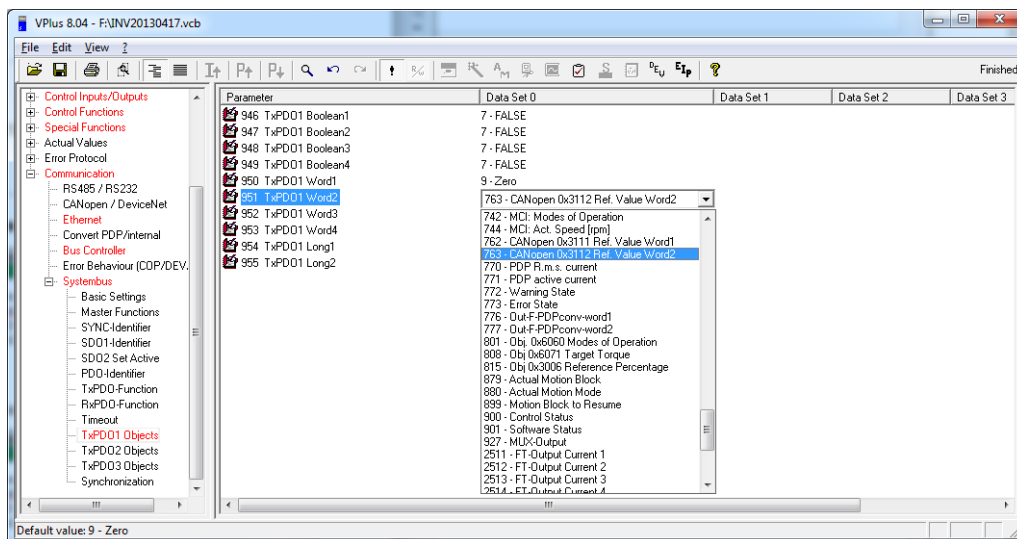 VPlus 8.04 - F:\INV20130417.vcb
File Edit View ?
Finished
Control Inputs/Outputs
Control Functions
Special Functions
Actual Values
Error Protocol
Communication
RS485 / RS232
CANopen / DeviceNet
Ethernet
Convert PDP/internal
Bus Controller
Error Behaviour (COP/DEV.
Systembus
Basic Settings
Master Functions
SYNC-Identifier
SDO1-Identifier
SDO2 Set Active
PDO-Identifier
TxPDO-Function
RxPDO-Function
Timeout
TxPDO1 Objects
TxPDO2 Objects
TxPDO3 Objects
Synchronization
Parameter Data Set 0 Data Set 1 Data Set 2 Data Set 3
946 TxPDO1 Boolean1 7 - FALSE
947 TxPDO1 Boolean2 7 - FALSE
948 TxPDO1 Boolean3 7 - FALSE
949 TxPDO1 Boolean4 7 - FALSE
950 TxPDO1 Word1 9 - Zero
951 TxPDO1 Word2 763 - CANopen 0x3112 Ref. Value Word2
952 TxPDO1 Word3
953 TxPDO1 Word4
954 TxPDO1 Long1
955 TxPDO1 Long2
742 - MCI: Modes of Operation
744 - MCI: Act. Speed [rpm]
762 - CANopen 0x3111 Ref. Value Word1
763 - CANopen 0x3112 Ref. Value Word2
770 - PDP R.m.s. current
771 - PDP active current
772 - Warning State
773 - Error State
776 - Out-F-PDPconv-word1
777 - Out-F-PDPconv-word2
801 - Obj. 0x6060 Modes of Operation
808 - Obj 0x6071 Target Torque
815 - Obj 0x3006 Reference Percentage
879 - Actual Motion Block
880 - Actual Motion Mode
899 - Motion Block to Resume
900 - Control Status
901 - Software Status
927 - MUX-Output
2511 - FT-Output Current 1
2512 - FT-Output Current 2
2513 - FT-Output Current 3
2514 - FT-Output Current 4
Default value: 9 - Zero